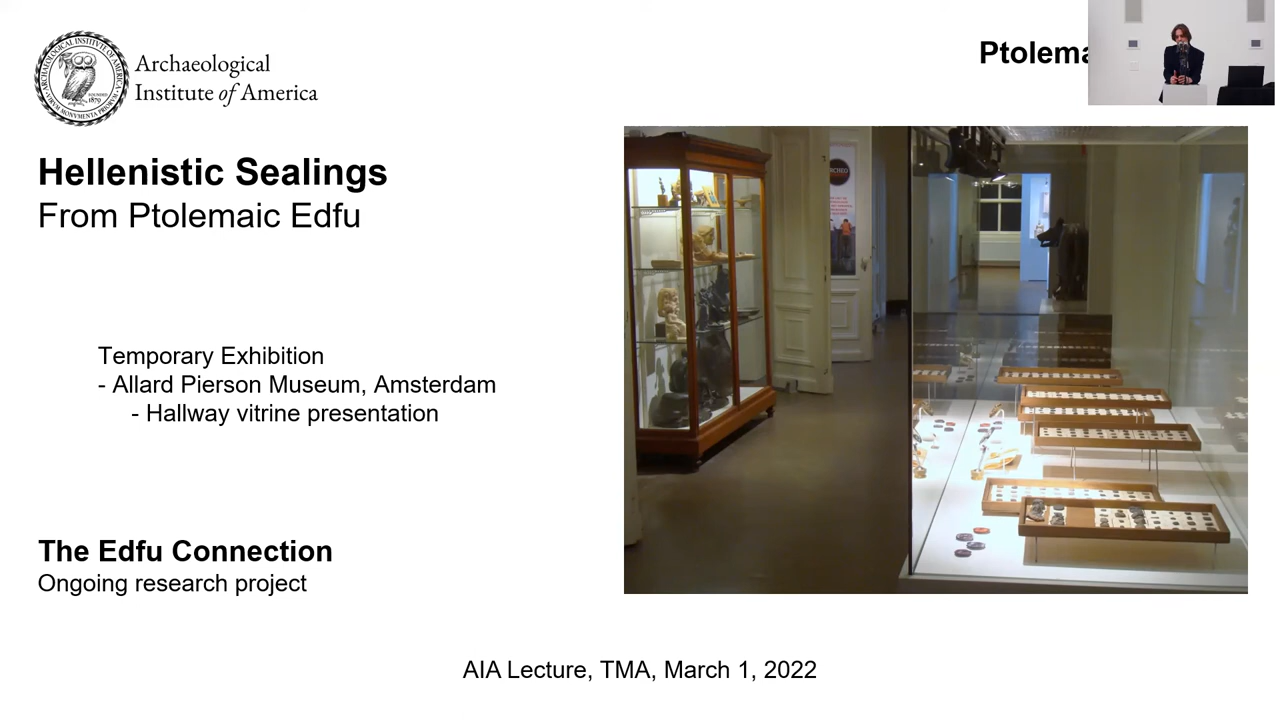 Archaeological
Institute of America
Hellenistic Sealings
From Ptolemaic Edfu
Temporary Exhibition
- Allard Pierson Museum, Amsterdam
- Hallway vitrine presentation
The Edfu Connection
Ongoing research project
AIA Lecture, TMA, March 1, 2022